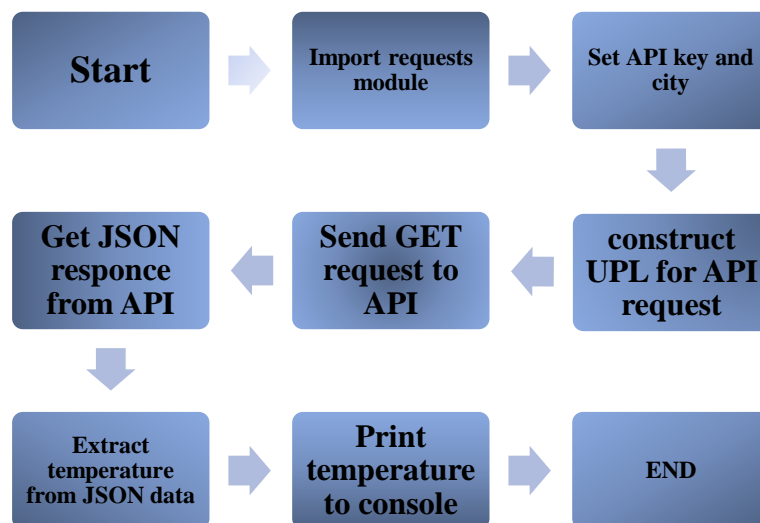 Start
Import requests
module
Set API key and
city
construct
UPL for API
request
Send GET
request to
API
Get JSON
responce
from API
Extract
temperature
from JSON data
Print
temperature
to console
END